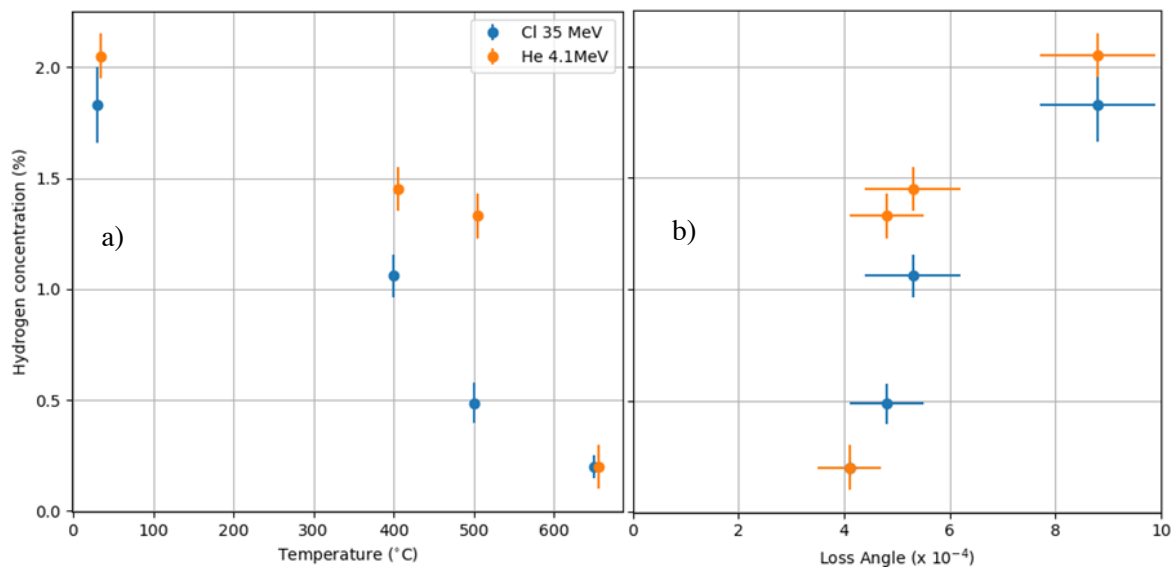 Cl 35 MeV
He 4.1MeV
2.0
1.5
1.0
0.5
0.0
Hydrogen concentration (%)
a)
b)
0 100 200 300 400 500 600
Temperature (°C)
0 2 4 6 8 10
Loss Angle (x 10⁻⁴)